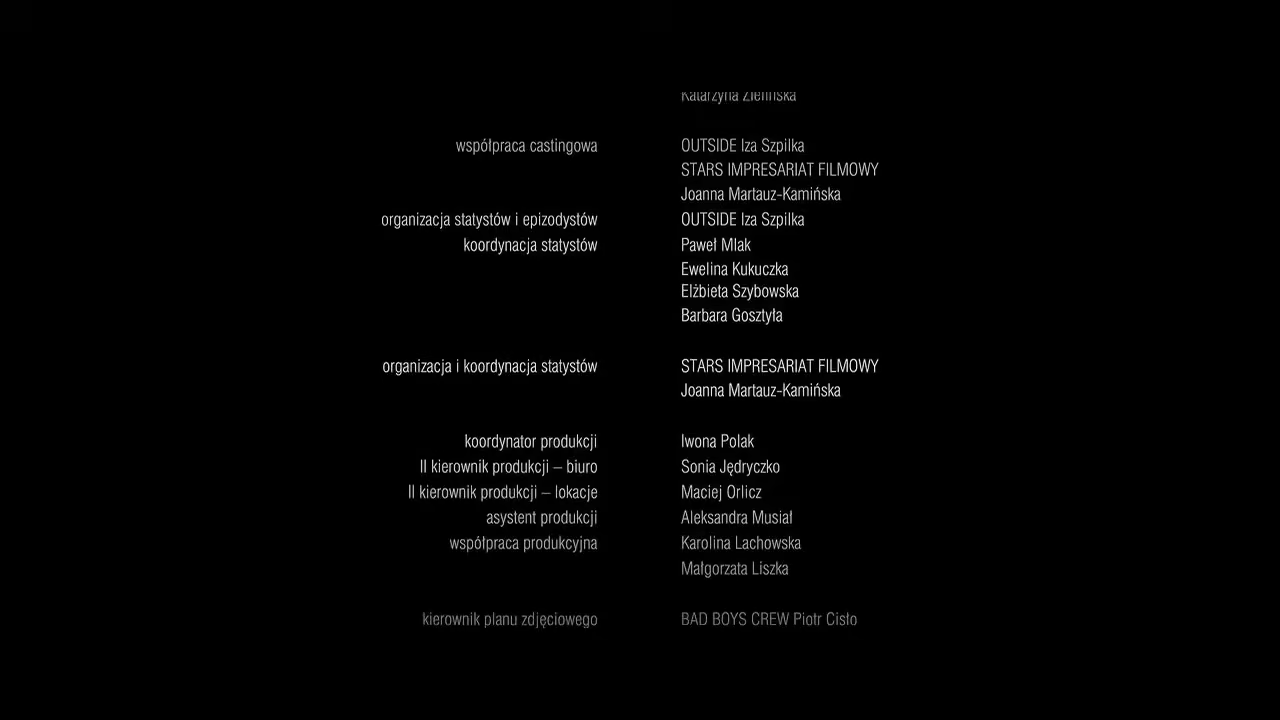 Katarzyna Zielińska
współpraca castingowa OUTSIDE Iza Szpilka
STARS IMPRESARIAT FILMOWY
Joanna Martauz-Kamińska
organizacja statystów i epizodystów OUTSIDE Iza Szpilka
koordynacja statystów Paweł Mlak
Ewelina Kukuczka
Elżbieta Szybowska
Barbara Gosztyła
organizacja i koordynacja statystów STARS IMPRESARIAT FILMOWY
Joanna Martauz-Kamińska
koordynator produkcji Iwona Polak
II kierownik produkcji – biuro Sonia Jędryczko
II kierownik produkcji – lokacje Maciej Orlicz
asystent produkcji Aleksandra Musiał
współpraca produkcyjna Karolina Lachowska
Małgorzata Liszka
kierownik planu zdjęciowego BAD BOYS CREW Piotr Cisło